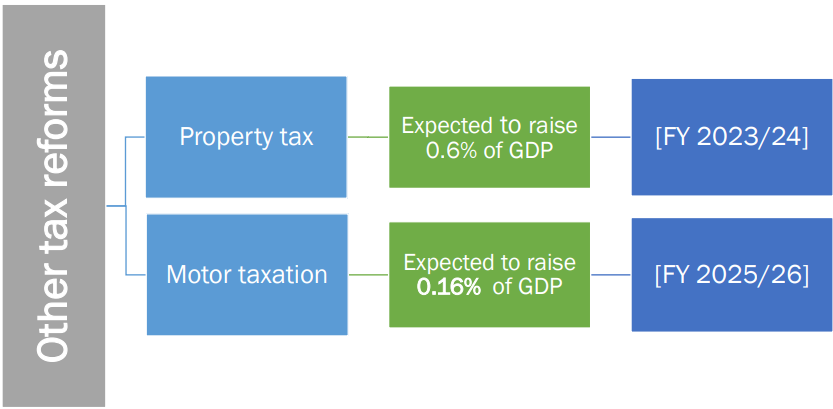 Other tax reforms
Property tax
Expected to raise
0.6% of GDP
[FY 2023/24]
Motor taxation
Expected to raise
0.16% of GDP
[FY 2025/26]